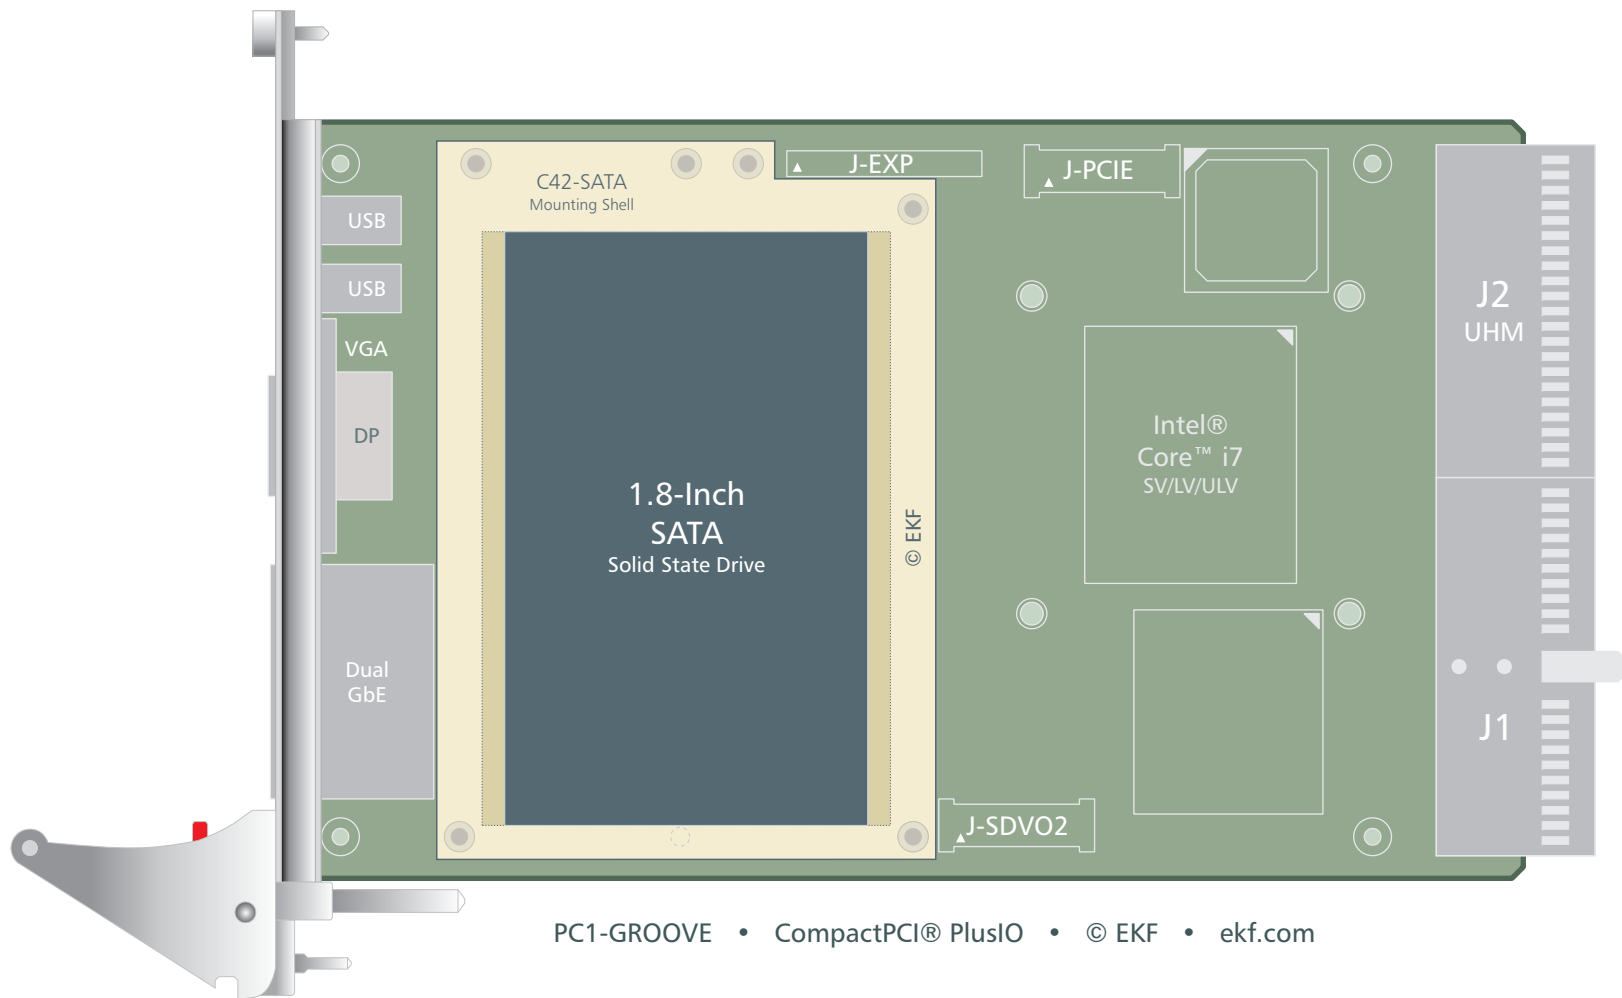 J-EXP
J-PCIE
C42-SATA
Mounting Shell
USB
USB
VGA
DP
J2
UHM
Intel®
Core™ i7
SV/LV/ULV
1.8-Inch
SATA
Solid State Drive
© EKF
Dual
GbE
J1
J-SDVO2
PC1-GROOVE • CompactPCI® PlusIO • © EKF • ekf.com